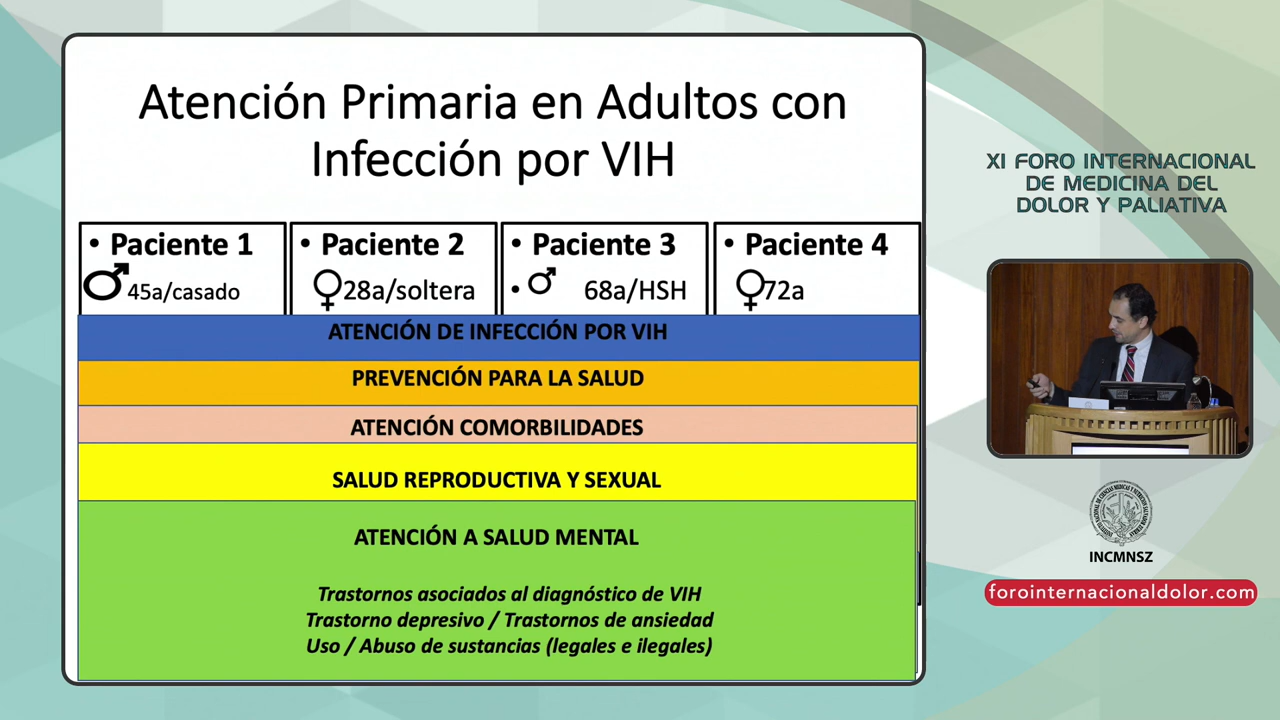 Atención Primaria en Adultos con
Infección por VIH
• Paciente 1
♂ 45a/casado
• Paciente 2
♀28a/soltera
• Paciente 3
• ♂ 68a/HSH
• Paciente 4
♀72a
ATENCIÓN DE INFECCIÓN POR VIH
PREVENCIÓN PARA LA SALUD
ATENCIÓN COMORBILIDADES
SALUD REPRODUCTIVA Y SEXUAL
ATENCIÓN A SALUD MENTAL
Trastornos asociados al diagnóstico de VIH
Trastorno depresivo / Trastornos de ansiedad
Uso / Abuso de sustancias (legales e ilegales)
XI FORO INTERNACIONAL
DE MEDICINA DEL
DOLOR Y PALIATIVA
INCMNSZ
forointernacionaldolor.com